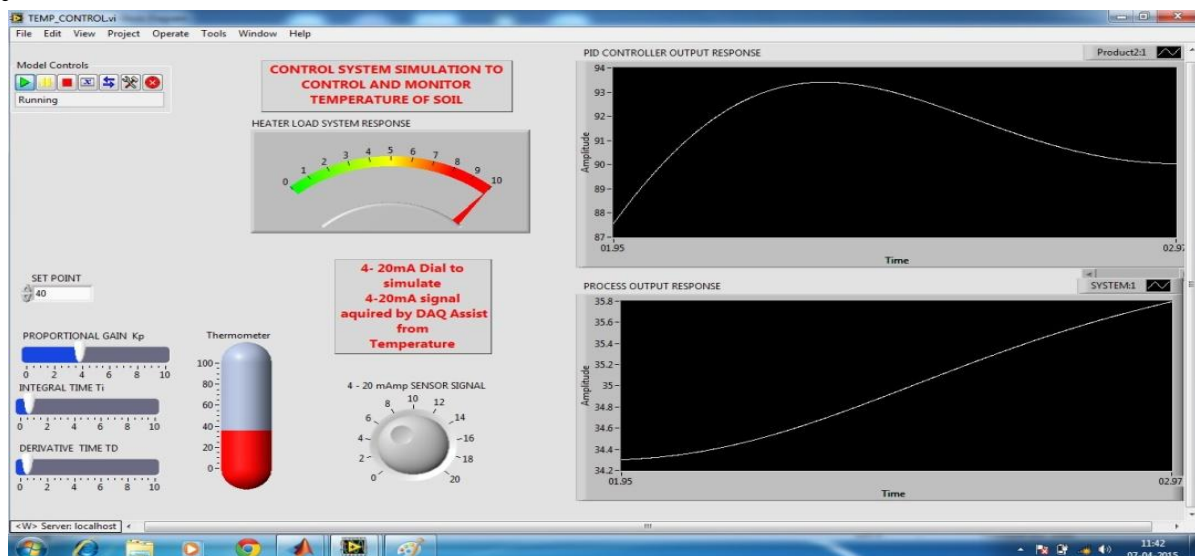 TEMP_CONTROL.vi
File Edit View Project Operate Tools Window Help
Model Controls
Running
CONTROL SYSTEM SIMULATION TO
CONTROL AND MONITOR
TEMPERATURE OF SOIL
HEATER LOAD SYSTEM RESPONSE
0 1 2 3 4 5 6 7 8 9 10
SET POINT
40
PROPORTIONAL GAIN Kp
0 2 4 6 8 10
INTEGRAL TIME Ti
0 2 4 6 8 10
DERIVATIVE TIME TD
0 2 4 6 8 10
Thermometer
100
80
60
40
20
0
4- 20mA Dial to
simulate
4-20mA signal
aquired by DAQ Assist
from
Temperature
4 - 20 mAmp SENSOR SIGNAL
0 2 4 6 8 10 12 14 16 18 20
PID CONTROLLER OUTPUT RESPONSE
Product2:1
Amplitude
94
93
92
91
90
89
88
87
01.95 02.97
Time
PROCESS OUTPUT RESPONSE
SYSTEM:1
Amplitude
35.8
35.6
35.4
35.2
35
34.8
34.6
34.4
34.2
01.95 02.97
Time
<W> Server: localhost
11:42
07-04-2015